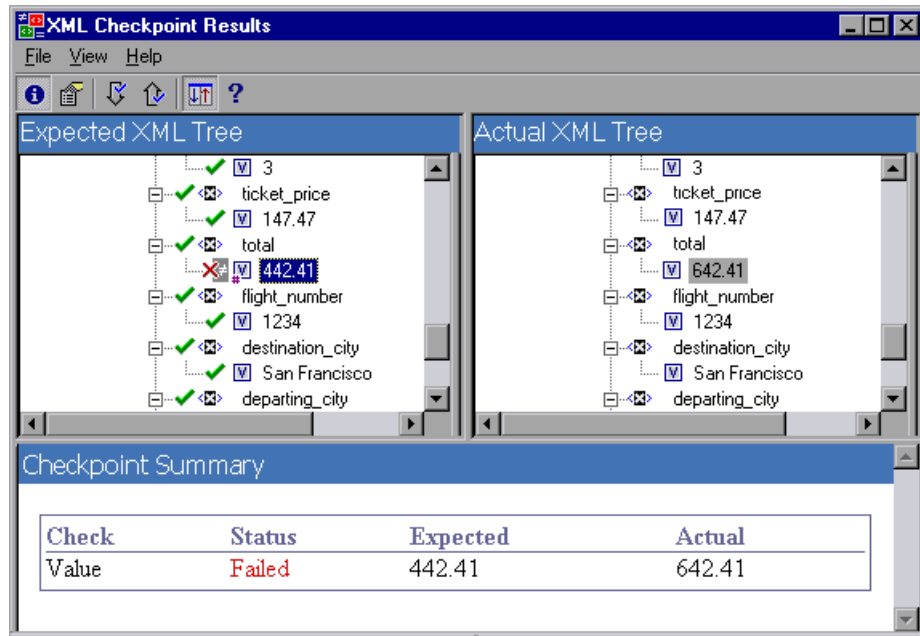 XML Checkpoint Results
File View Help
Expected XML Tree
3
ticket_price
147.47
total
442.41
flight_number
1234
destination_city
San Francisco
departing_city
Actual XML Tree
3
ticket_price
147.47
total
642.41
flight_number
1234
destination_city
San Francisco
departing_city
Checkpoint Summary
Check Status Expected Actual
Value Failed 442.41 642.41